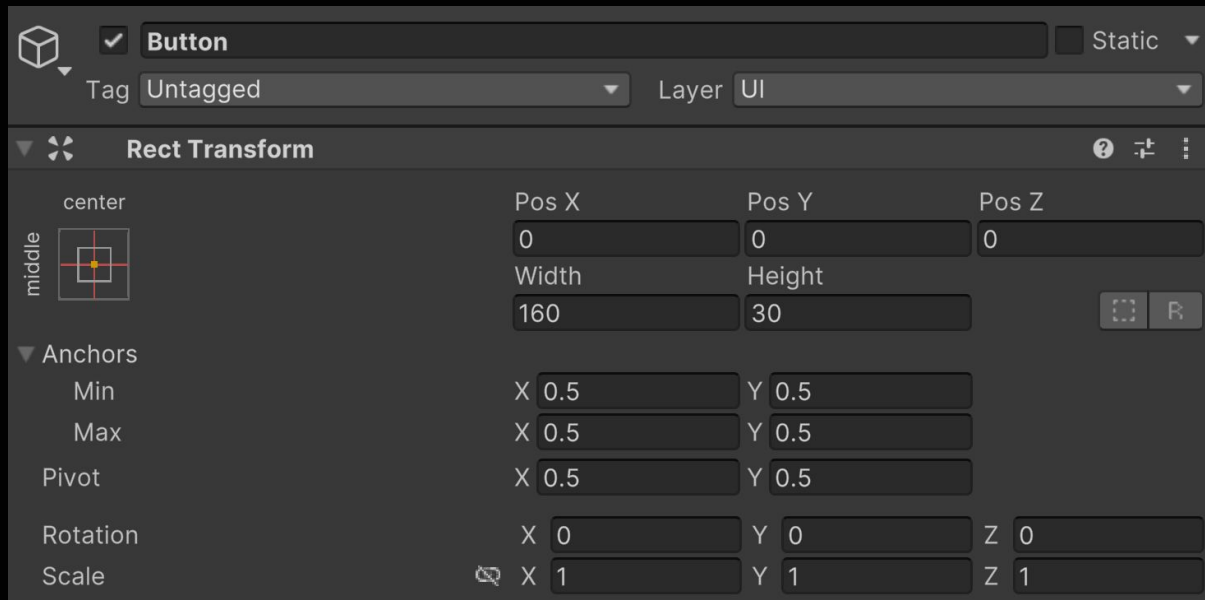 Button Static
Tag Untagged Layer UI
Rect Transform
center
middle
Pos X Pos Y Pos Z
0 0 0
Width Height
160 30
R
Anchors
Min X 0.5 Y 0.5
Max X 0.5 Y 0.5
Pivot X 0.5 Y 0.5
Rotation X 0 Y 0 Z 0
Scale X 1 Y 1 Z 1